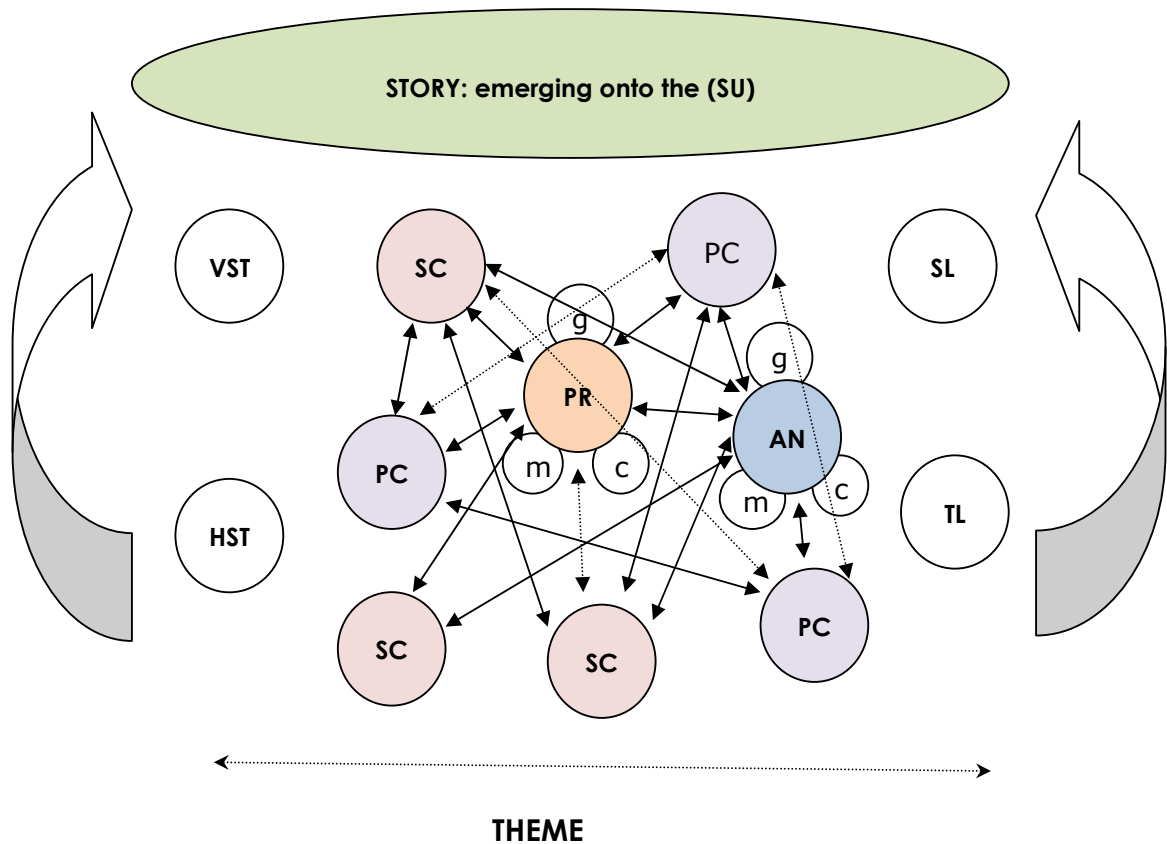 STORY: emerging onto the (SU)
VST
SC
PC
SL
g
g
PR
AN
PC
m
c
m
c
HST
TL
SC
SC
PC
THEME